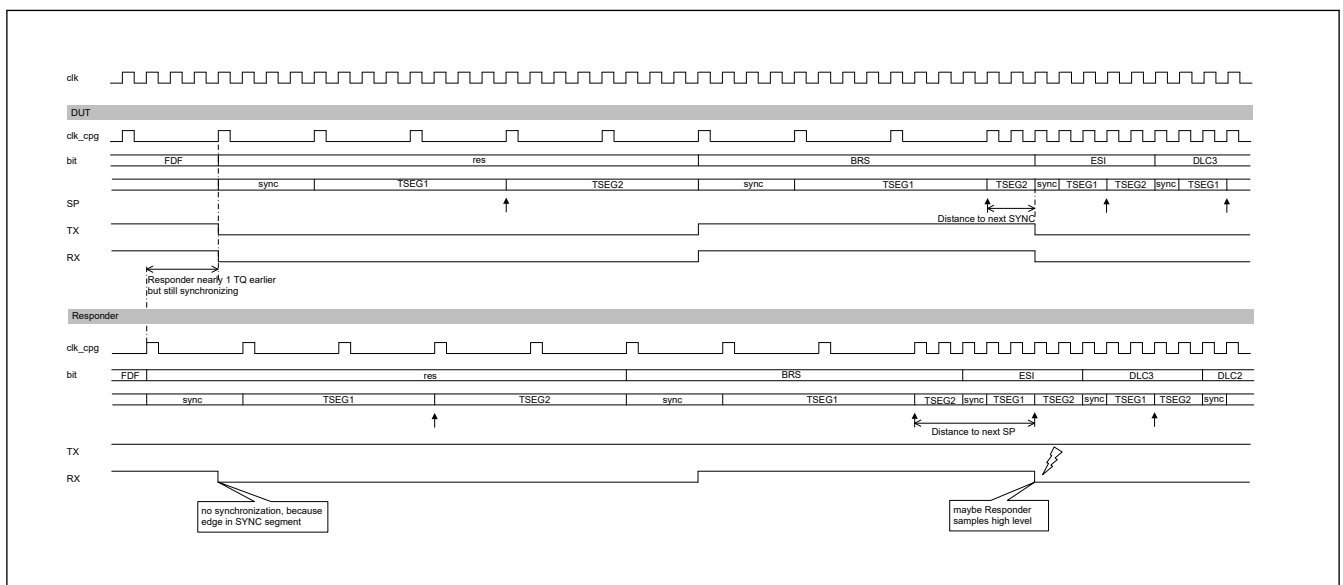 clk
DUT
clk_cpg
bit FDF res BRS ESI DLC3
sync TSEG1 TSEG2 sync TSEG1 TSEG2 sync TSEG1 TSEG2 sync TSEG1
SP
Distance to next SYNC
TX
RX
Responder nearly 1 TQ earlier
but still synchronizing
Responder
clk_cpg
bit FDF res BRS ESI DLC3 DLC2
sync TSEG1 TSEG2 sync TSEG1 TSEG2 sync TSEG1 TSEG2 sync TSEG1 TSEG2 sync
Distance to next SP
TX
RX
no synchronization, because
edge in SYNC segment
maybe Responder
samples high level